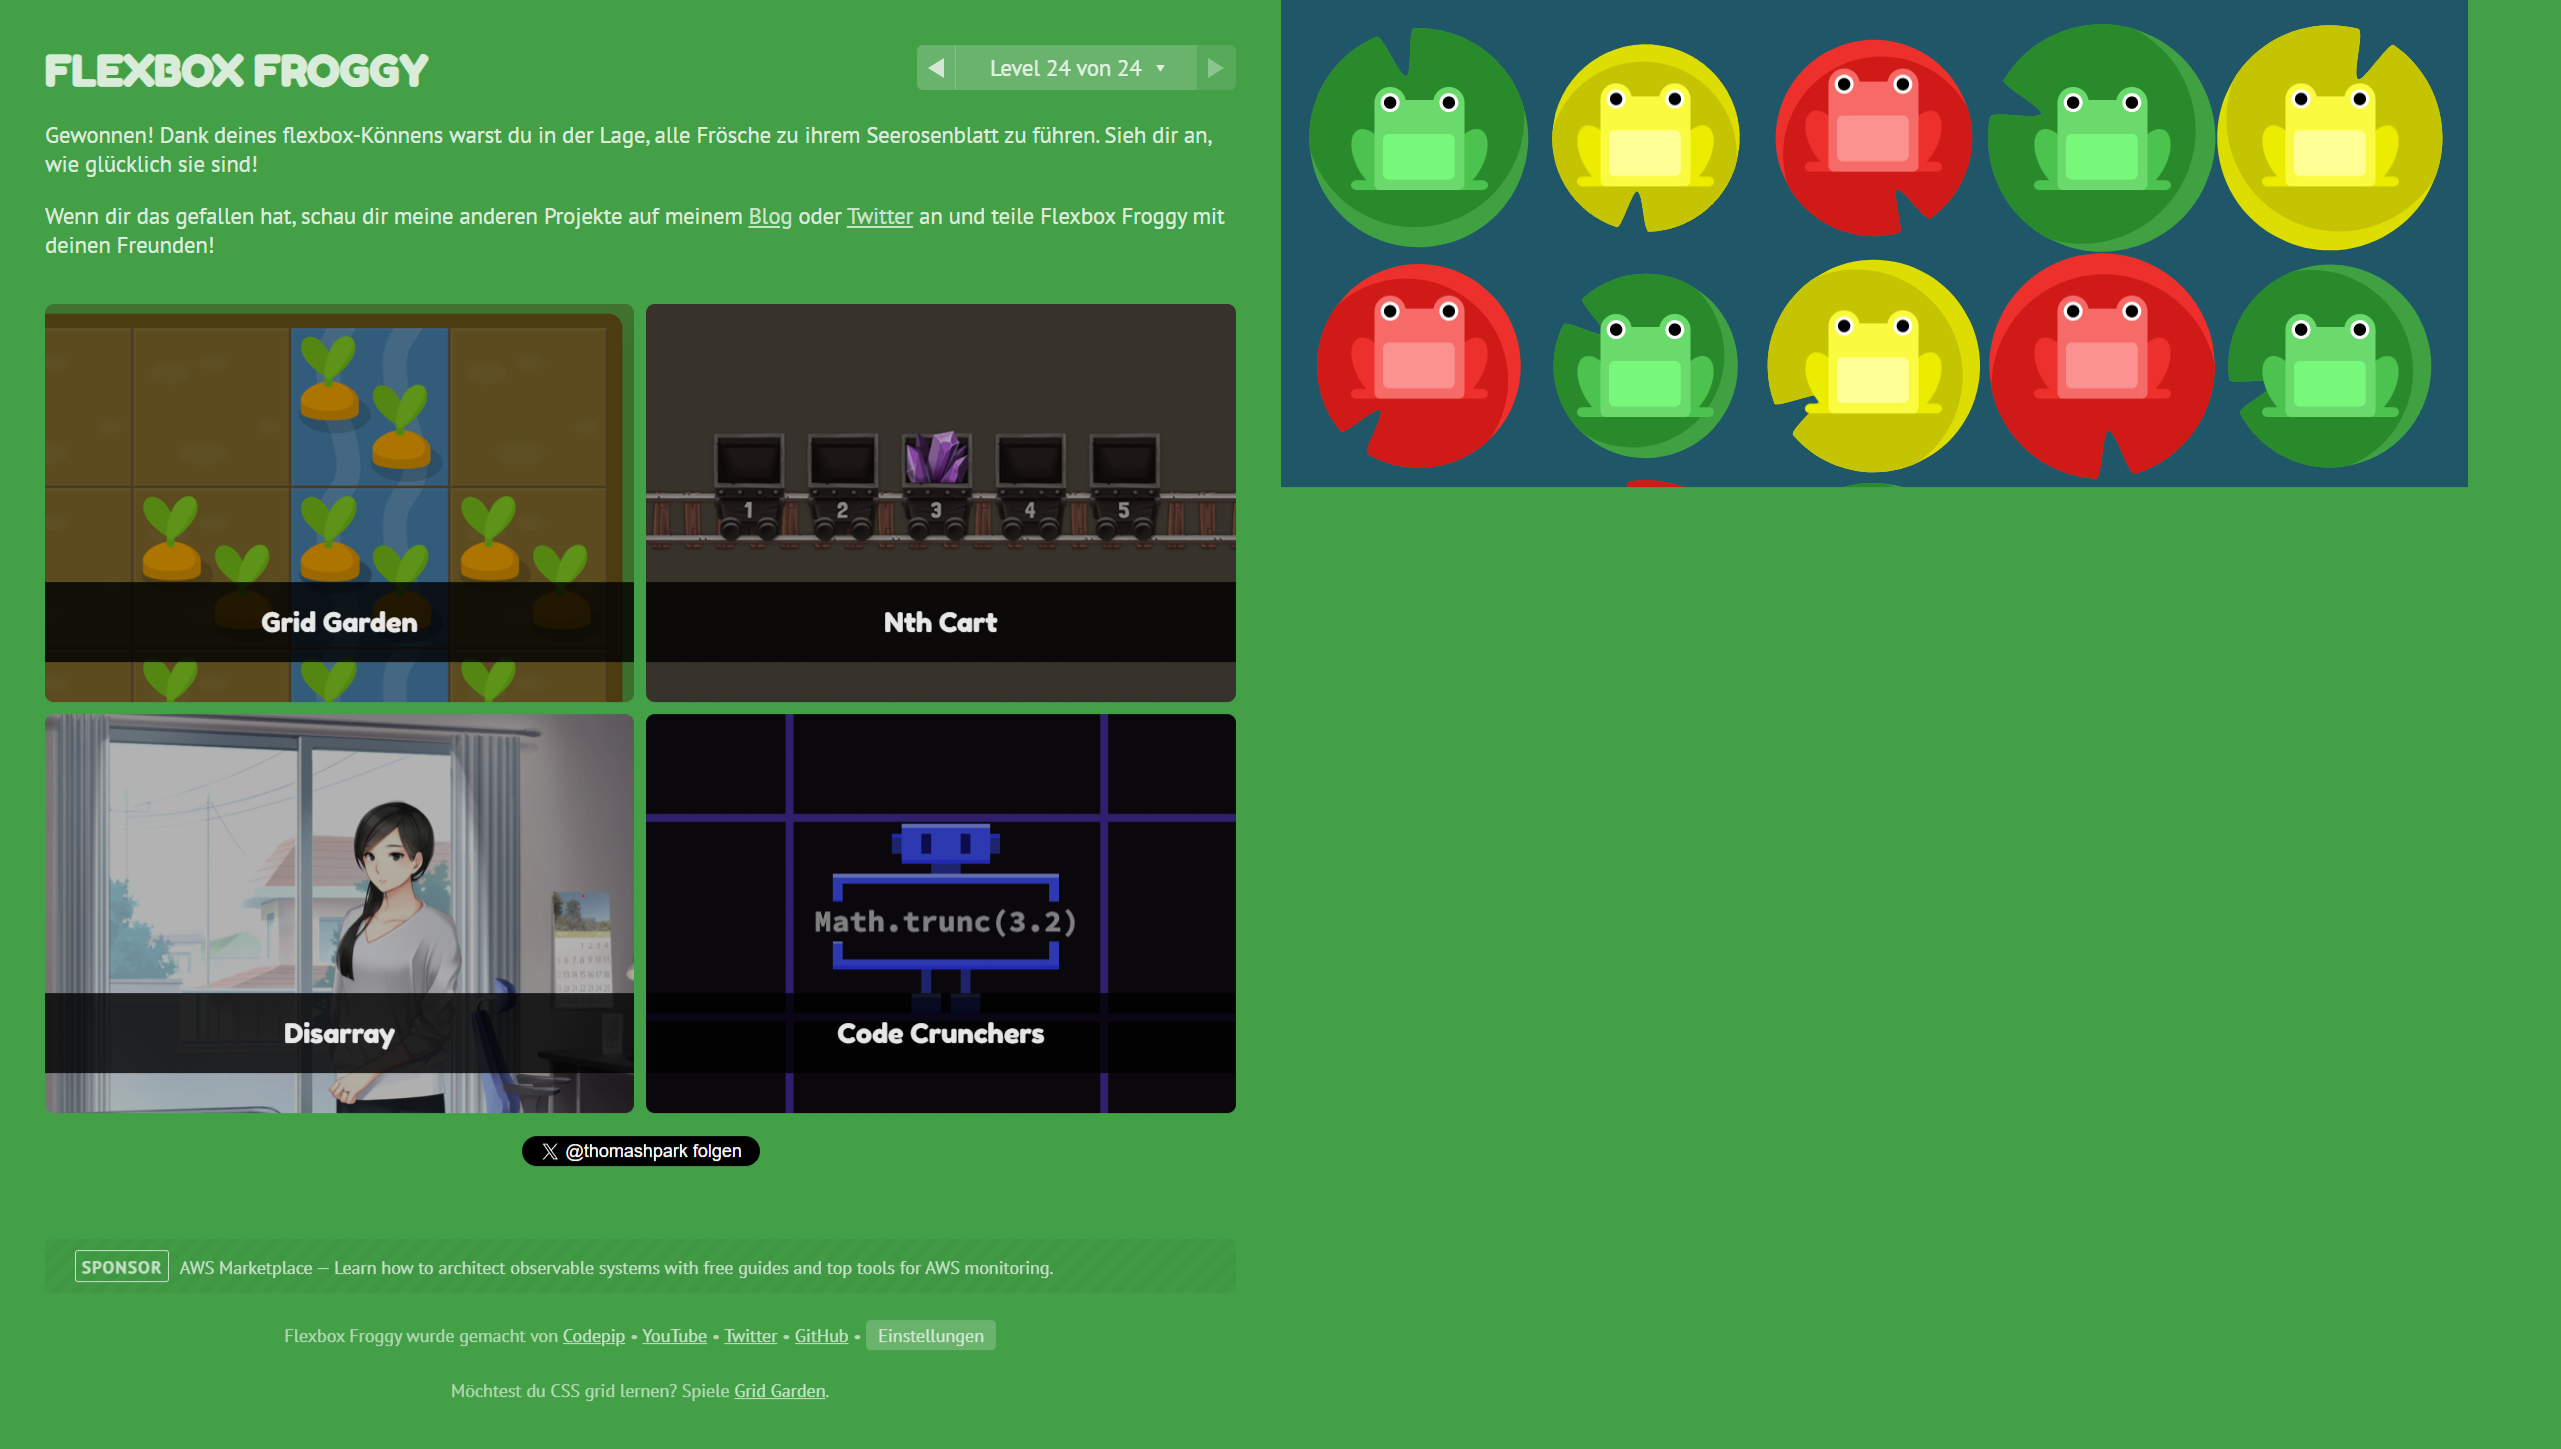 FLEXBOX FROGGY
Level 24 von 24
Gewonnen! Dank deines flexbox-Könnens warst du in der Lage, alle Frösche zu ihrem Seerosenblatt zu führen. Sieh dir an,
wie glücklich sie sind!
Wenn dir das gefallen hat, schau dir meine anderen Projekte auf meinem Blog oder Twitter an und teile Flexbox Froggy mit
deinen Freunden!
1 2 3 4 5
Grid Garden
Nth Cart
Math.trunc(3.2)
Disarray
Code Crunchers
@thomashpark folgen
SPONSOR AWS Marketplace — Learn how to architect observable systems with free guides and top tools for AWS monitoring.
Flexbox Froggy wurde gemacht von Codepip • YouTube • Twitter • GitHub • Einstellungen
Möchtest du CSS grid lernen? Spiele Grid Garden.